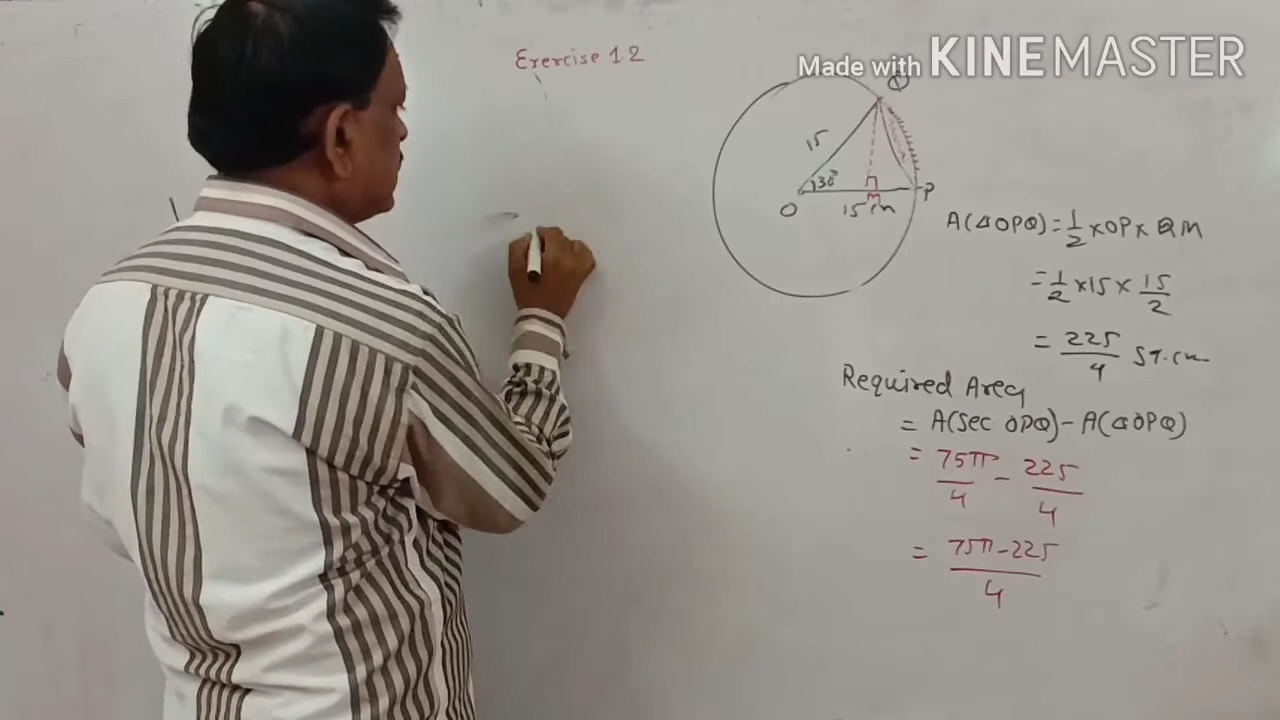 Exercise 12
Made with KINEMASTER
Q
15
30°
O
M
P
15 cm
A(△OPQ) = 1/2 × OP × QM
= 1/2 × 15 × 15/2
= 225/4 sq.cm
Required Area
= A(Sec OPQ) - A(△OPQ)
= 75π/4 - 225/4
= 75π-225/4